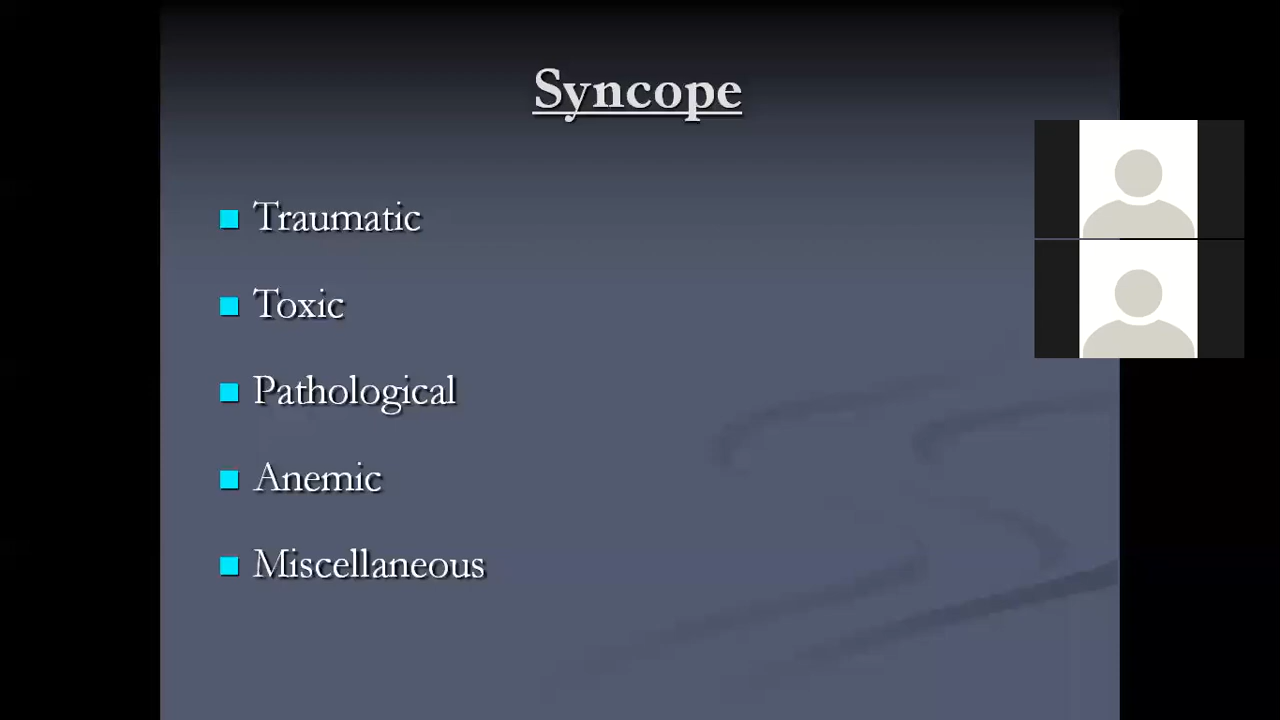 Syncope
Traumatic
Toxic
Pathological
Anemic
Miscellaneous